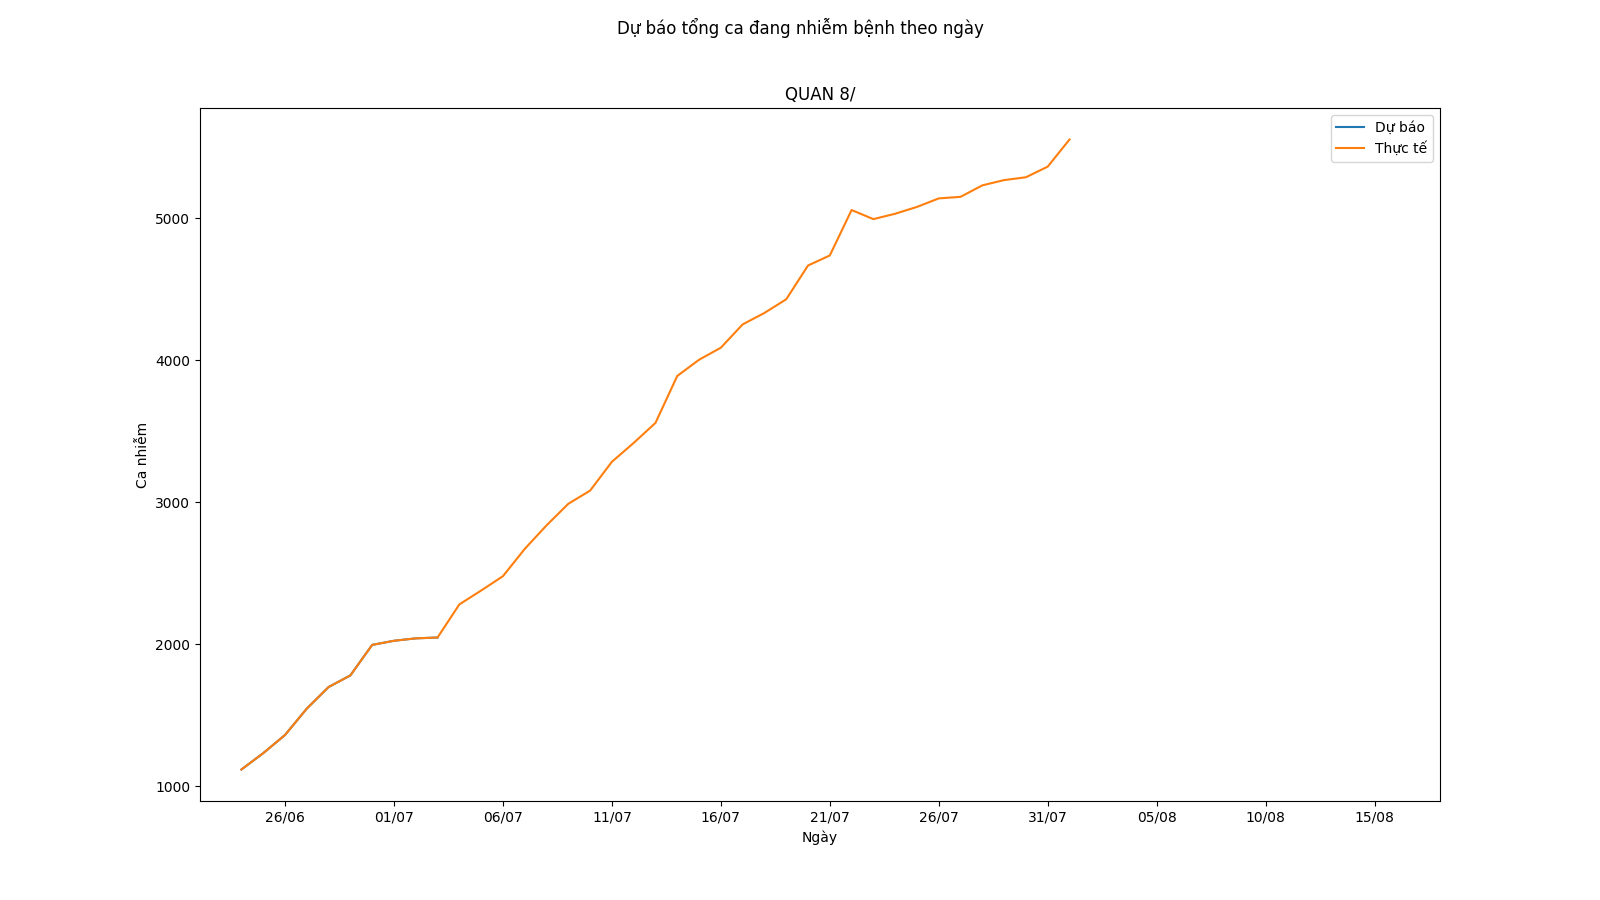 Dự báo tổng ca đang nhiễm bệnh theo ngày
QUAN 8/
Dự báo
Thực tế
5000
4000
3000
2000
1000
Ca nhiễm
26/06 01/07 06/07 11/07 16/07 21/07 26/07 31/07 05/08 10/08 15/08
Ngày